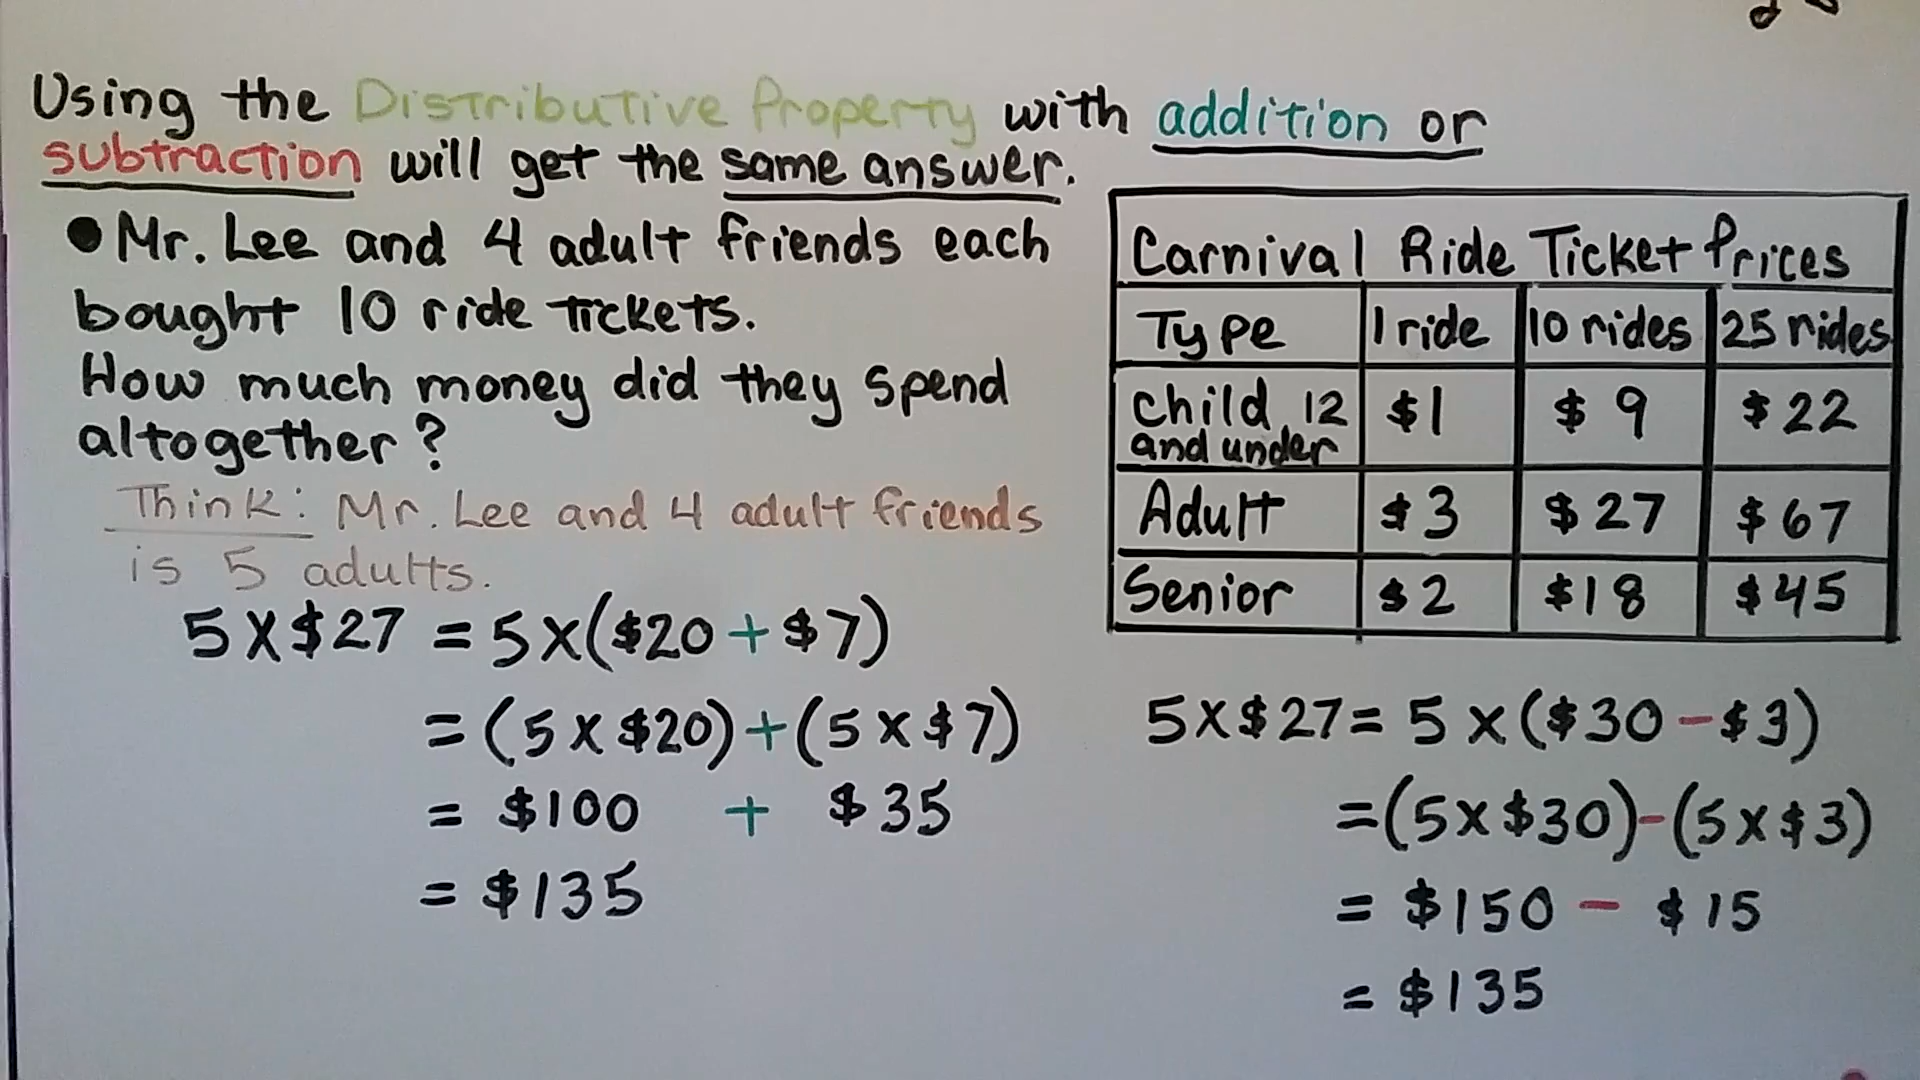 Using the Distributive Property with addition or
subtraction will get the same answer.
●Mr. Lee and 4 adult friends each
bought 10 ride tickets.
How much money did they spend
altogether?
Think: Mr. Lee and 4 adult friends
is 5 adults.
5 x $27 = 5 x ($20 + $7)
= (5 x $20) + (5 x $7)
= $100 + $35
= $135
Carnival Ride Ticket Prices
Type 1 ride 10 rides 25 rides
Child 12 $1 $9 $22
and under
Adult $3 $27 $67
Senior $2 $18 $45
5 x $27 = 5 x ($30 - $3)
= (5 x $30) - (5 x $3)
= $150 - $15
= $135